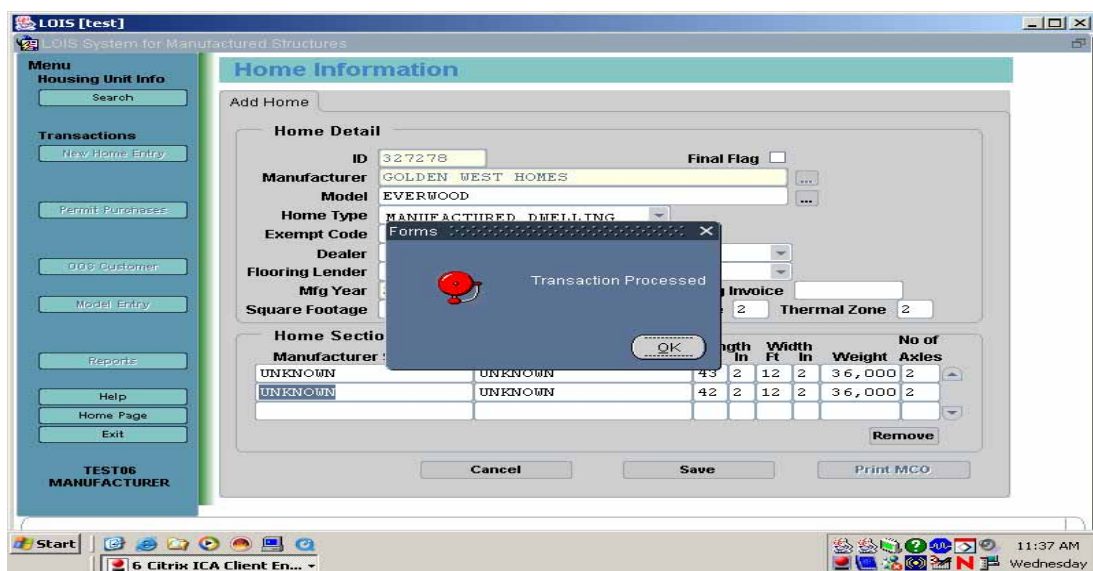 LOIS [test]
LOIS System for Manufactured Structures
Menu
Housing Unit Info
Search
Transactions
New Home Entry
Permit Purchases
OOS Customer
Model Entry
Reports
Help
Home Page
Exit
TEST06
MANUFACTURER
Home Information
Add Home
Home Detail
ID 327278 Final Flag
Manufacturer GOLDEN WEST HOMES ...
Model EVERWOOD ...
Home Type MANUFACTURED DWELLING
Exempt Code
Dealer
Flooring Lender
Mfg Year Invoice
Square Footage 2 Thermal Zone 2
Forms
Transaction Processed
OK
Home Sectio
Manufacturer
Width No of
In Ft In Weight Axles
UNKNOWN UNKNOWN 43 2 12 2 36,000 2
UNKNOWN UNKNOWN 42 2 12 2 36,000 2
Remove
Cancel Save Print MCO
Start
6 Citrix ICA Client En...
11:37 AM
Wednesday